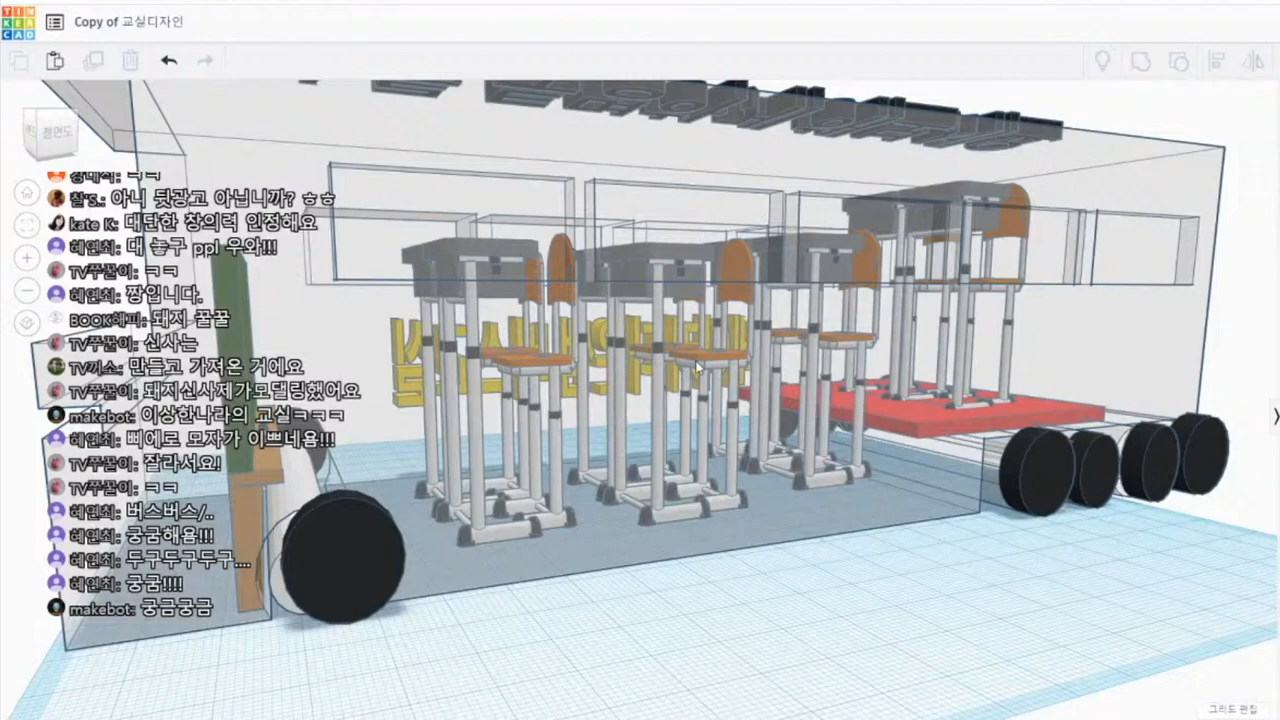 TIN
KER
CAD
Copy of 교실디자인
정면도
ㅋㅋ
찰'S.: 아니 뒷광고 아닙니까? ㅎㅎ
kate K: 대단한 창의력 인정해요
혜연최: 대 농구 ppl 우와!!!
TV쭈꿀이: ㅋㅋ
혜연최: 짱입니다.
BOOK해피: 돼지 꿀꿀
TV쭈꿀이: 신사는
TV끼소: 만들고 가져온 거에요
TV쭈꿀이: 돼지신사제가모댈링했어요
makebot: 이상한나라의 교실ㅋㅋㅋ
혜연최: 삐에로 모자가 이쁘네욤!!!
TV쭈꿀이: 잘라서요!
TV쭈꿀이: ㅋㅋ
혜연최: 버스버스/..
혜연최: 궁굼해욤!!!
혜연최: 두구두구두구....
혜연최: 궁굼!!!!
makebot: 궁금궁금
그리드 편집